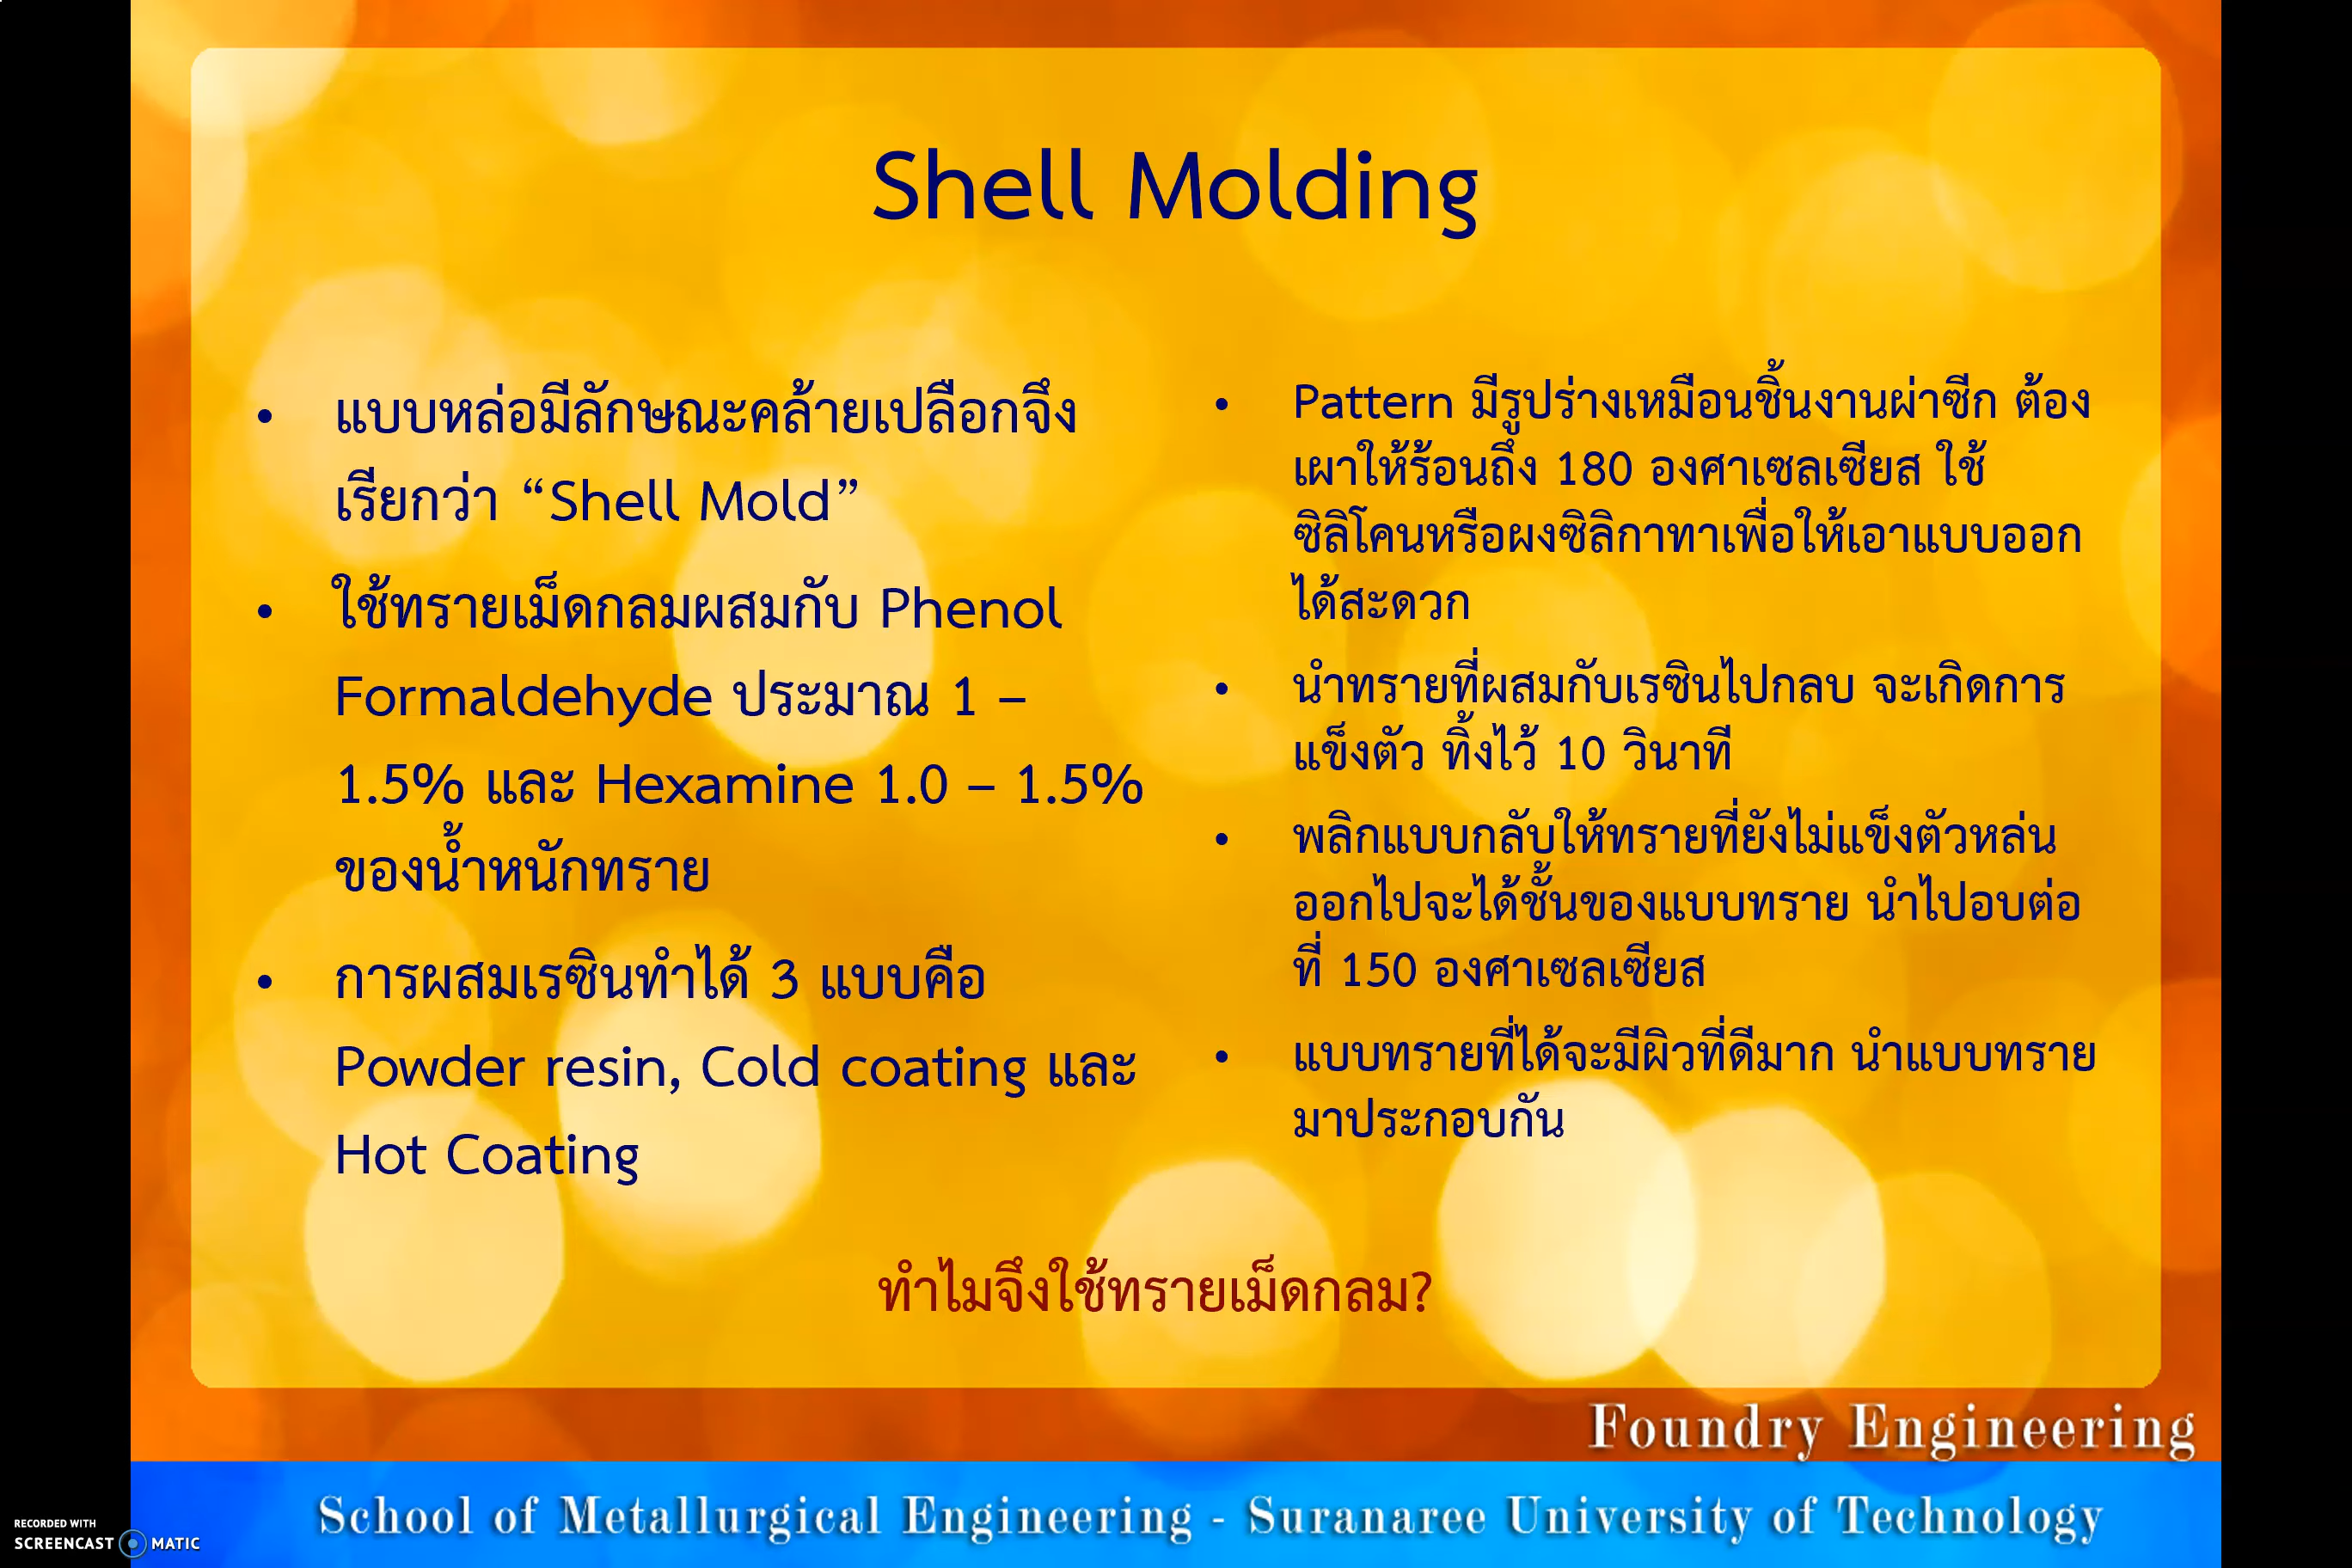 Shell Molding
• แบบหล่อมีลักษณะคล้ายเปลือกจึง
เรียกว่า “Shell Mold”
• ใช้ทรายเม็ดกลมผสมกับ Phenol
Formaldehyde ประมาณ 1 –
1.5% และ Hexamine 1.0 – 1.5%
ของน้ำหนักทราย
• การผสมเรซินทำได้ 3 แบบคือ
Powder resin, Cold coating และ
Hot Coating
• Pattern มีรูปร่างเหมือนชิ้นงานผ่าซีก ต้อง
เผาให้ร้อนถึง 180 องศาเซลเซียส ใช้
ซิลิโคนหรือผงซิลิกาทาเพื่อให้เอาแบบออก
ได้สะดวก
• นำทรายที่ผสมกับเรซินไปกลบ จะเกิดการ
แข็งตัว ทิ้งไว้ 10 วินาที
• พลิกแบบกลับให้ทรายที่ยังไม่แข็งตัวหล่น
ออกไปจะได้ชั้นของแบบทราย นำไปอบต่อ
ที่ 150 องศาเซลเซียส
• แบบทรายที่ได้จะมีผิวที่ดีมาก นำแบบทราย
มาประกอบกัน
ทำไมจึงใช้ทรายเม็ดกลม?
Foundry Engineering
School of Metallurgical Engineering - Suranaree University of Technology
RECORDED WITH
SCREENCAST MATIC